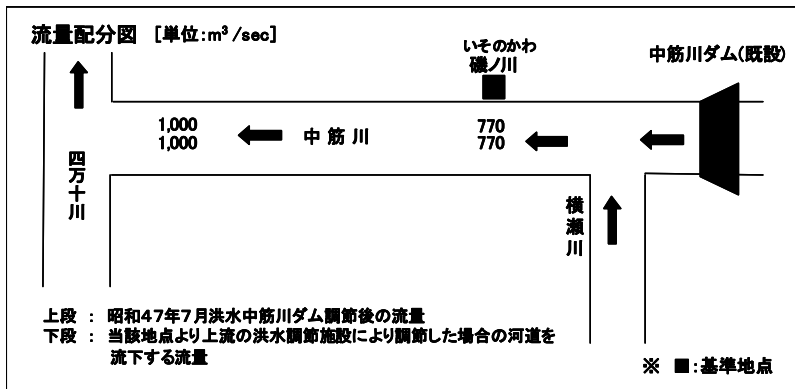 流量配分図 [単位:m³/sec]
いそのかわ
磯ノ川
中筋川ダム(既設)
1,000
1,000
中筋川
770
770
四万十川
横瀬川
上段 : 昭和47年7月洪水中筋川ダム調節後の流量
下段 : 当該地点より上流の洪水調節施設により調節した場合の河道を
流下する流量
※ ■:基準地点